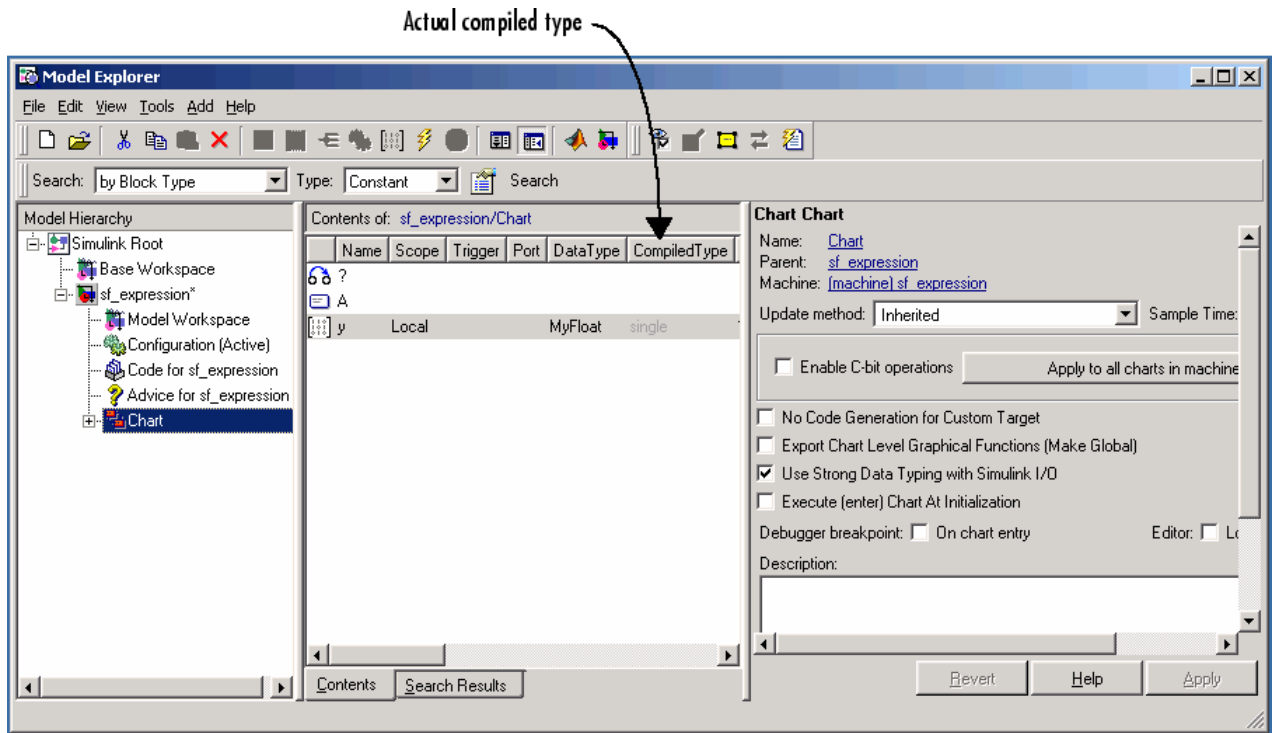 Actual compiled type
Model Explorer
File Edit View Tools Add Help
Search: by Block Type Type: Constant Search
Model Hierarchy
Simulink Root
Base Workspace
sf_expression*
Model Workspace
Configuration (Active)
Code for sf_expression
Advice for sf_expression
Chart
Contents of: sf_expression/Chart
Name Scope Trigger Port DataType CompiledType
?
A
y Local MyFloat single
Contents Search Results
Chart Chart
Name: Chart
Parent: sf_expression
Machine: (machine) sf_expression
Update method: Inherited Sample Time:
Enable C-bit operations Apply to all charts in machine
No Code Generation for Custom Target
Export Chart Level Graphical Functions (Make Global)
Use Strong Data Typing with Simulink I/O
Execute (enter) Chart At Initialization
Debugger breakpoint: On chart entry Editor:
Description:
Revert Help Apply